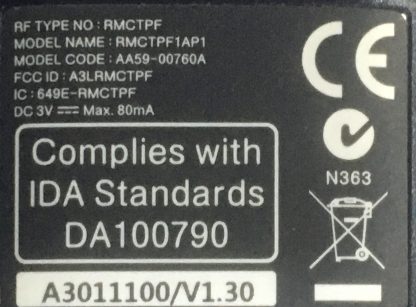 RF TYPE NO : RMCTPF
MODEL NAME : RMCTPF1AP1
MODEL CODE : AA59-00760A
FCC ID : A3LRMCTPF
IC : 649E-RMCTPF
DC 3V ⎓ Max. 80mA
CE
N363
Complies with
IDA Standards
DA100790
A3011100/V1.30